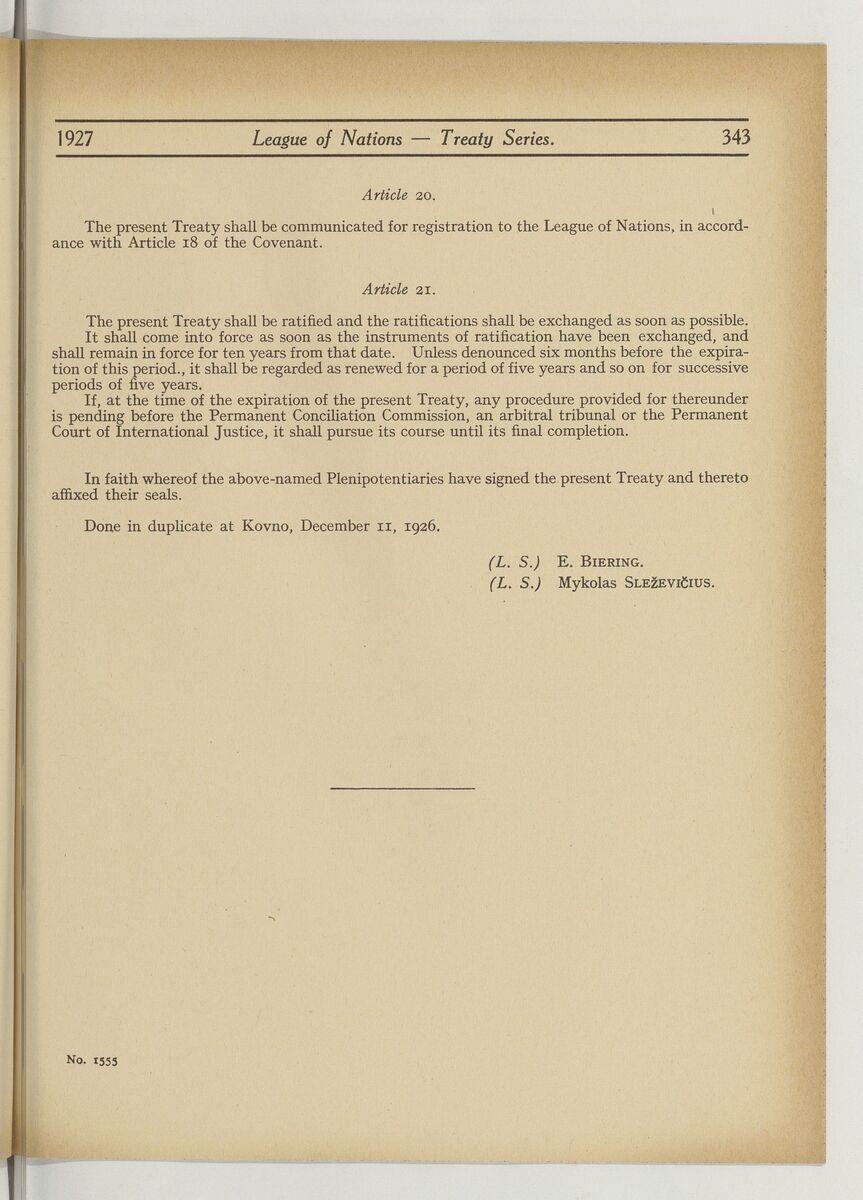 1927 League of Nations — Treaty Series. 343
Article 20.
The present Treaty shall be communicated for registration to the League of Nations, in accord-
ance with Article 18 of the Covenant.
Article 21.
The present Treaty shall be ratified and the ratifications shall be exchanged as soon as possible.
It shall come into force as soon as the instruments of ratification have been exchanged, and
shall remain in force for ten years from that date. Unless denounced six months before the expira-
tion of this period., it shall be regarded as renewed for a period of five years and so on for successive
periods of five years.
If, at the time of the expiration of the present Treaty, any procedure provided for thereunder
is pending before the Permanent Conciliation Commission, an arbitral tribunal or the Permanent
Court of International Justice, it shall pursue its course until its final completion.
In faith whereof the above-named Plenipotentiaries have signed the present Treaty and thereto
affixed their seals.
Done in duplicate at Kovno, December 11, 1926.
(L. S.) E. BIERING.
(L. S.) Mykolas SLEŽEVIČIUS.
No. 1555